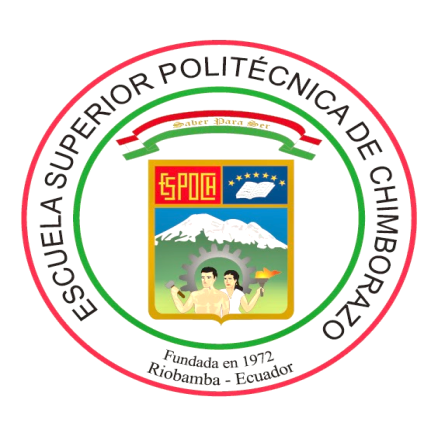 ESCUELA SUPERIOR POLITÉCNICA DE CHIMBORAZO
Saber Para Ser
ESPOCH
Fundada en 1972
Riobamba - Ecuador